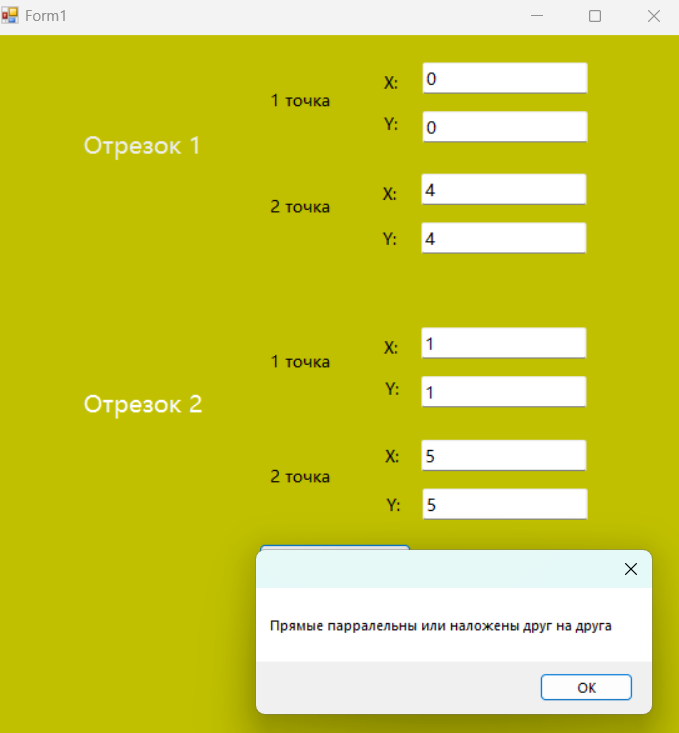 Form1
X: 0
1 точка
Y: 0
Отрезок 1
X: 4
2 точка
Y: 4
X: 1
1 точка
Y: 1
Отрезок 2
X: 5
2 точка
Y: 5
Прямые парралельны или наложены друг на друга
ОК